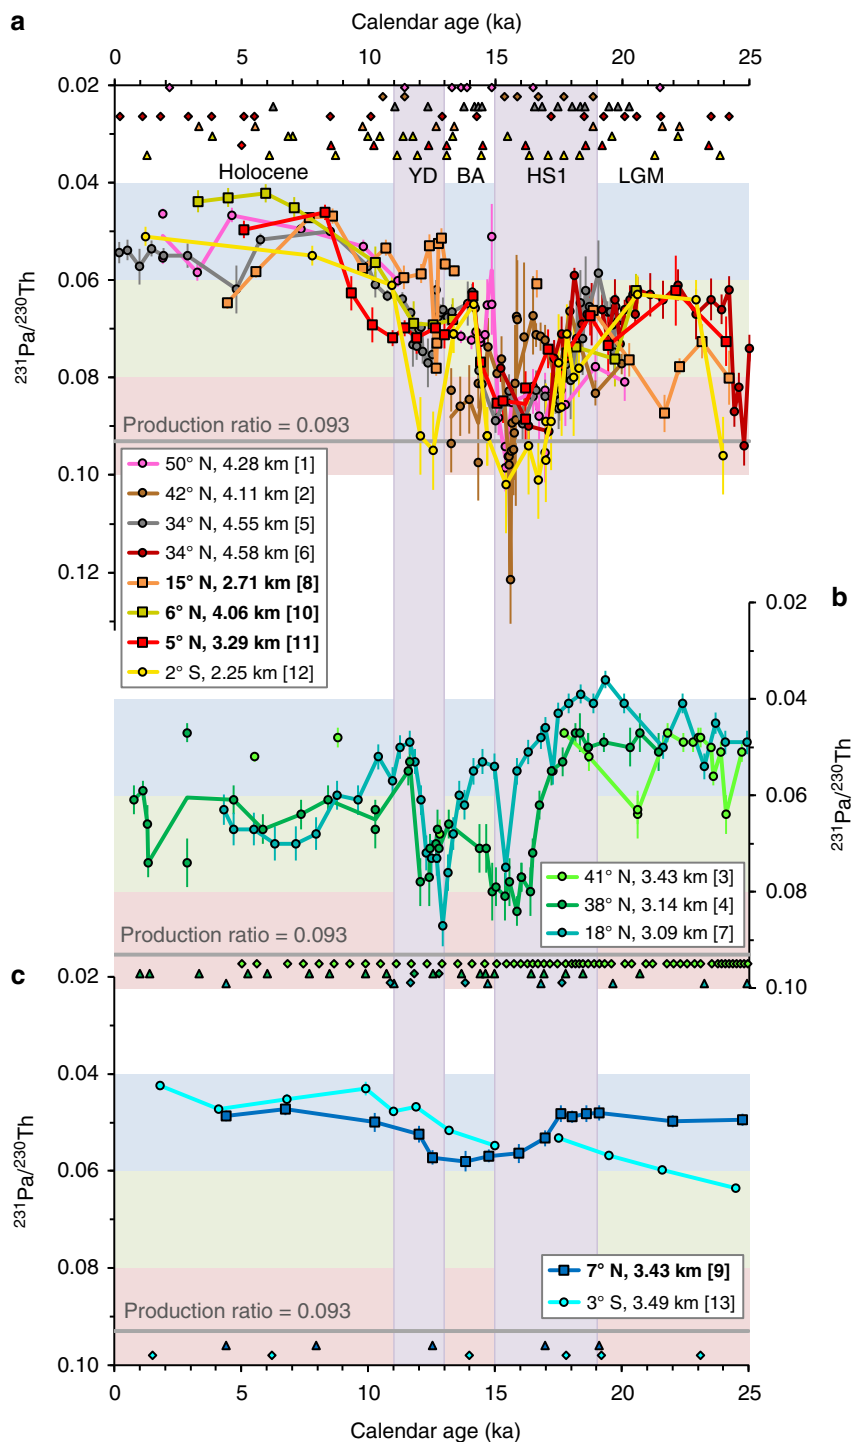 a
Calendar age (ka)
0 5 10 15 20 25
0.02
0.04
0.06
0.08
0.10
0.12
²³¹Pa/²³⁰Th
Holocene YD BA HS1 LGM
Production ratio = 0.093
50° N, 4.28 km [1]
42° N, 4.11 km [2]
34° N, 4.55 km [5]
34° N, 4.58 km [6]
15° N, 2.71 km [8]
6° N, 4.06 km [10]
5° N, 3.29 km [11]
2° S, 2.25 km [12]
b
0.02
0.04
0.06
0.08
0.10
²³¹Pa/²³⁰Th
41° N, 3.43 km [3]
38° N, 3.14 km [4]
18° N, 3.09 km [7]
Production ratio = 0.093
c
0.02
0.04
0.06
0.08
0.10
²³¹Pa/²³⁰Th
7° N, 3.43 km [9]
3° S, 3.49 km [13]
Production ratio = 0.093
0 5 10 15 20 25
Calendar age (ka)